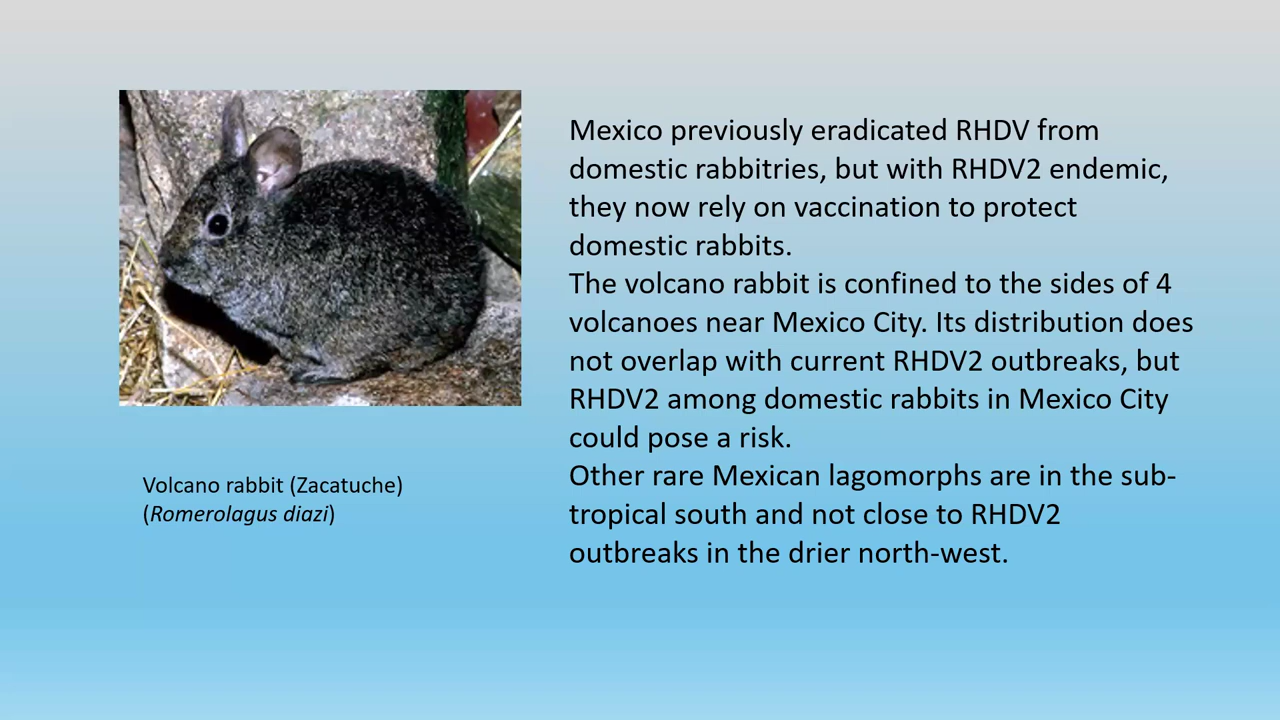 Mexico previously eradicated RHDV from
domestic rabbitries, but with RHDV2 endemic,
they now rely on vaccination to protect
domestic rabbits.
The volcano rabbit is confined to the sides of 4
volcanoes near Mexico City. Its distribution does
not overlap with current RHDV2 outbreaks, but
RHDV2 among domestic rabbits in Mexico City
could pose a risk.
Other rare Mexican lagomorphs are in the sub-
tropical south and not close to RHDV2
outbreaks in the drier north-west.
Volcano rabbit (Zacatuche)
(Romerolagus diazi)